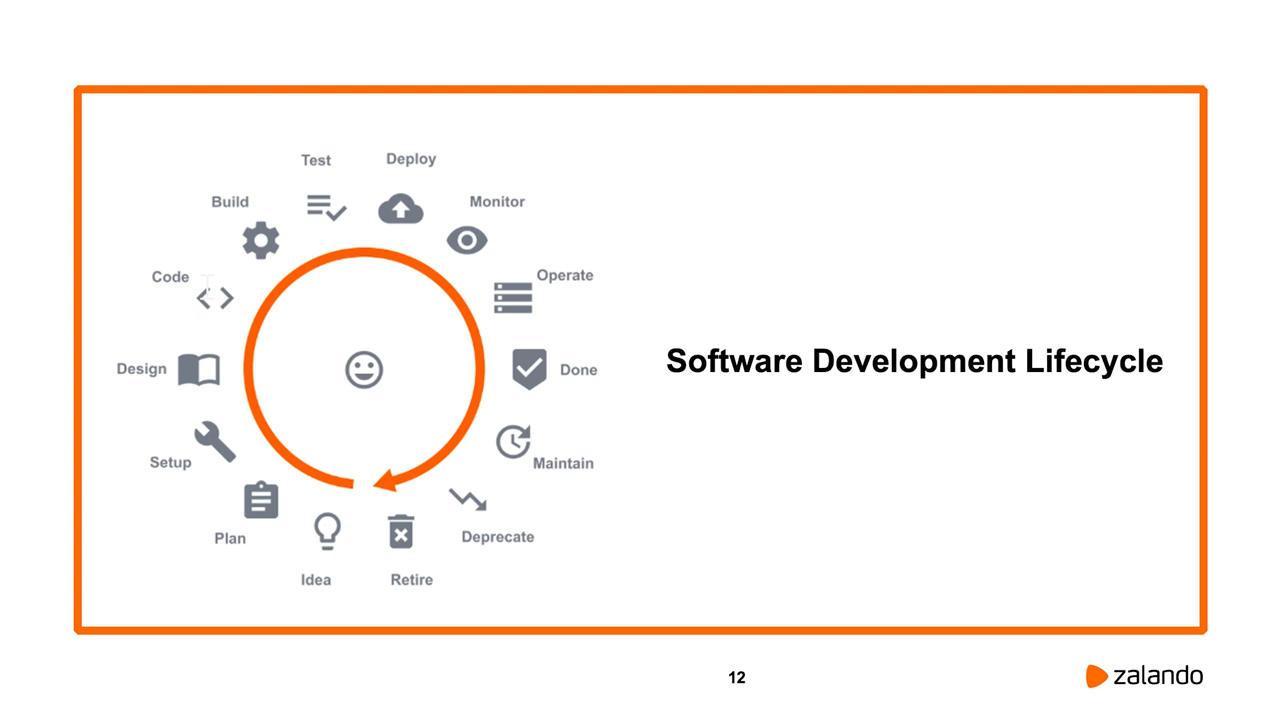 Test
Deploy
Build
Monitor
Code
Operate
Design
Done
Software Development Lifecycle
Setup
Maintain
Plan
Deprecate
Idea
Retire
12
zalando